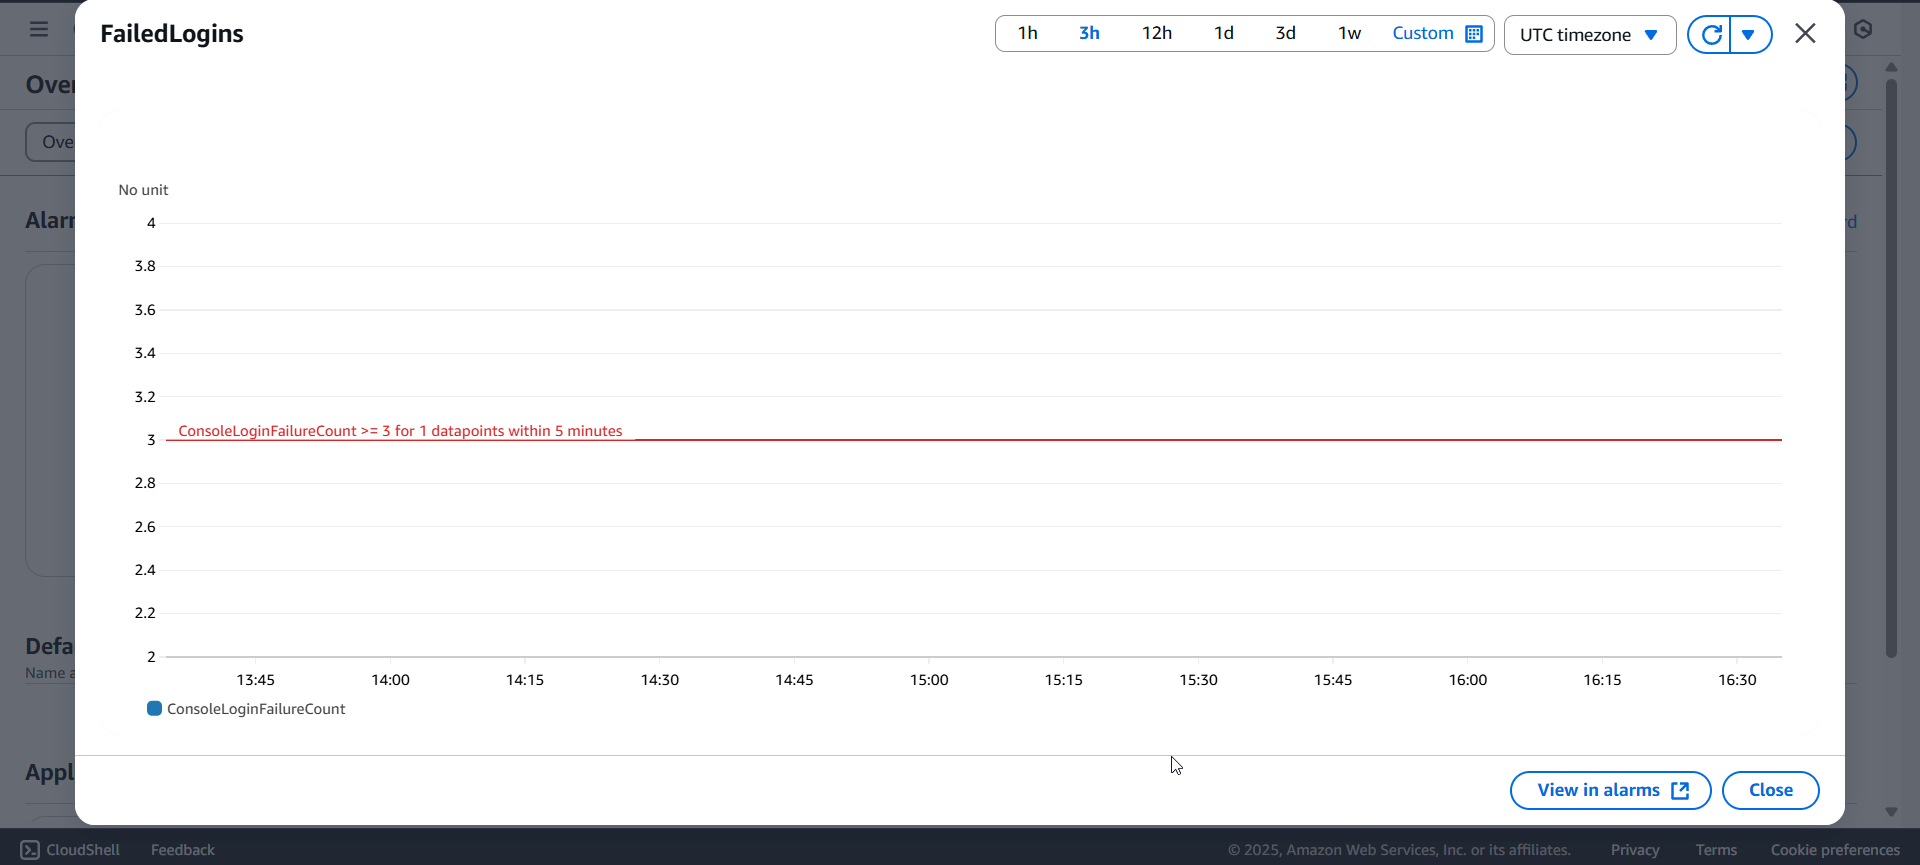 FailedLogins
1h 3h 12h 1d 3d 1w Custom
UTC timezone
Over
Ove
Alarr
rd
No unit
4
3.8
3.6
3.4
3.2
ConsoleLoginFailureCount >= 3 for 1 datapoints within 5 minutes
3
2.8
2.6
2.4
2.2
2
13:45 14:00 14:15 14:30 14:45 15:00 15:15 15:30 15:45 16:00 16:15 16:30
ConsoleLoginFailureCount
Defa
Name a
Appl
View in alarms Close
CloudShell Feedback © 2025, Amazon Web Services, Inc. or its affiliates. Privacy Terms Cookie preferences